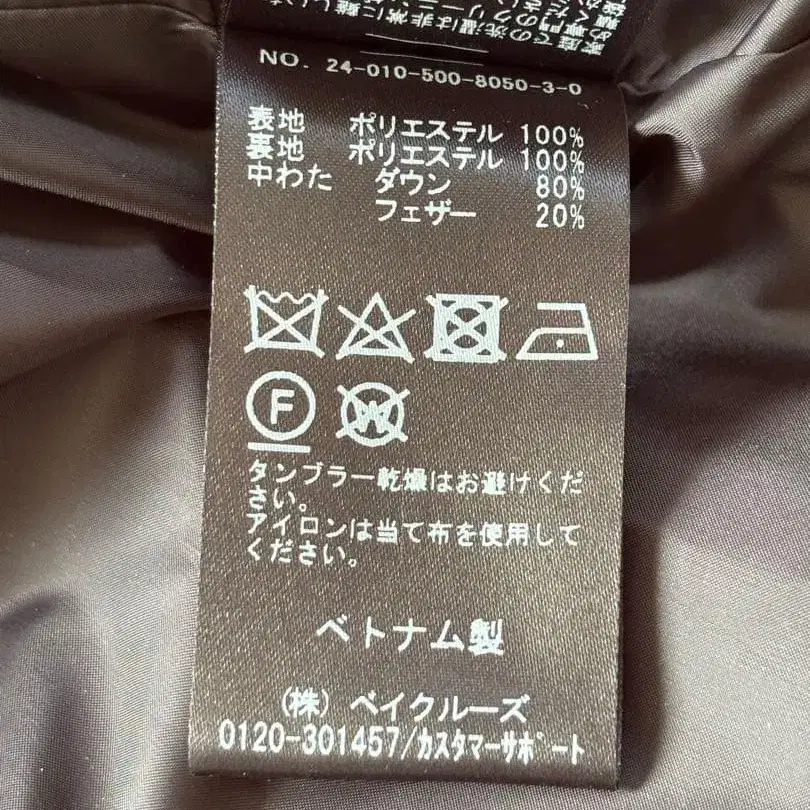 NO. 24-010-500-8050-3-0
表地 ポリエステル 100%
裏地 ポリエステル 100%
中わた ダウン 80%
フェザー 20%
F
W
タンブラー乾燥はお避けくだ
さい。
アイロンは当て布を使用して
ください。
ベトナム製
(株) ベイクルーズ
0120-301457/カスタマーサポート